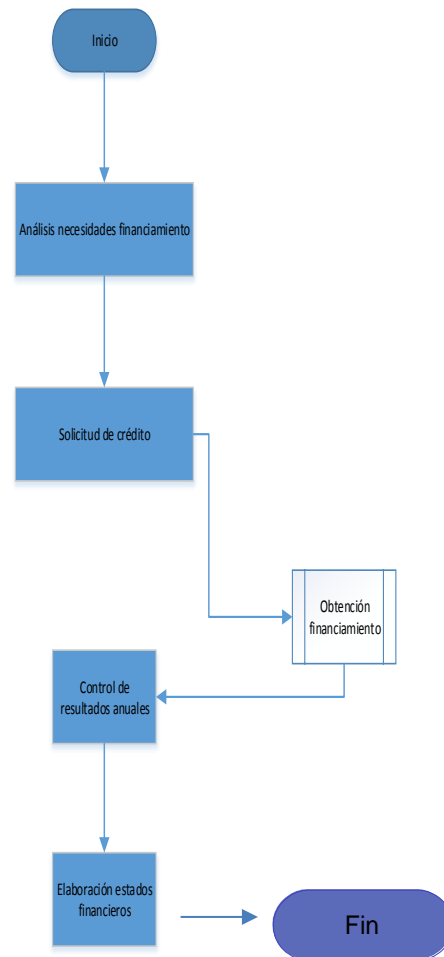 Inicio
Análisis necesidades financiamiento
Solicitud de crédito
Obtención
financiamiento
Control de
resultados anuales
Elaboración estados
financieros
Fin